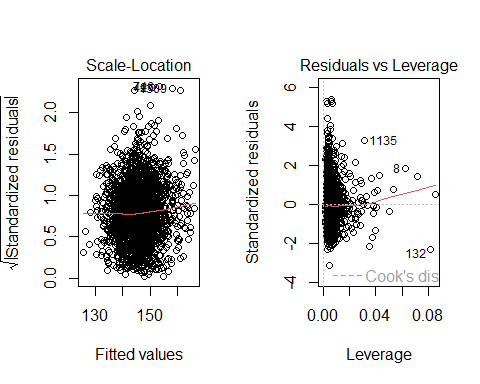 Scale-Location
√|Standardized residuals|
0.0 0.5 1.0 1.5 2.0
130 150
Fitted values
Residuals vs Leverage
Standardized residuals
-4 -2 0 2 4 6
1135
8
132
Cook's dis
0.00 0.04 0.08
Leverage